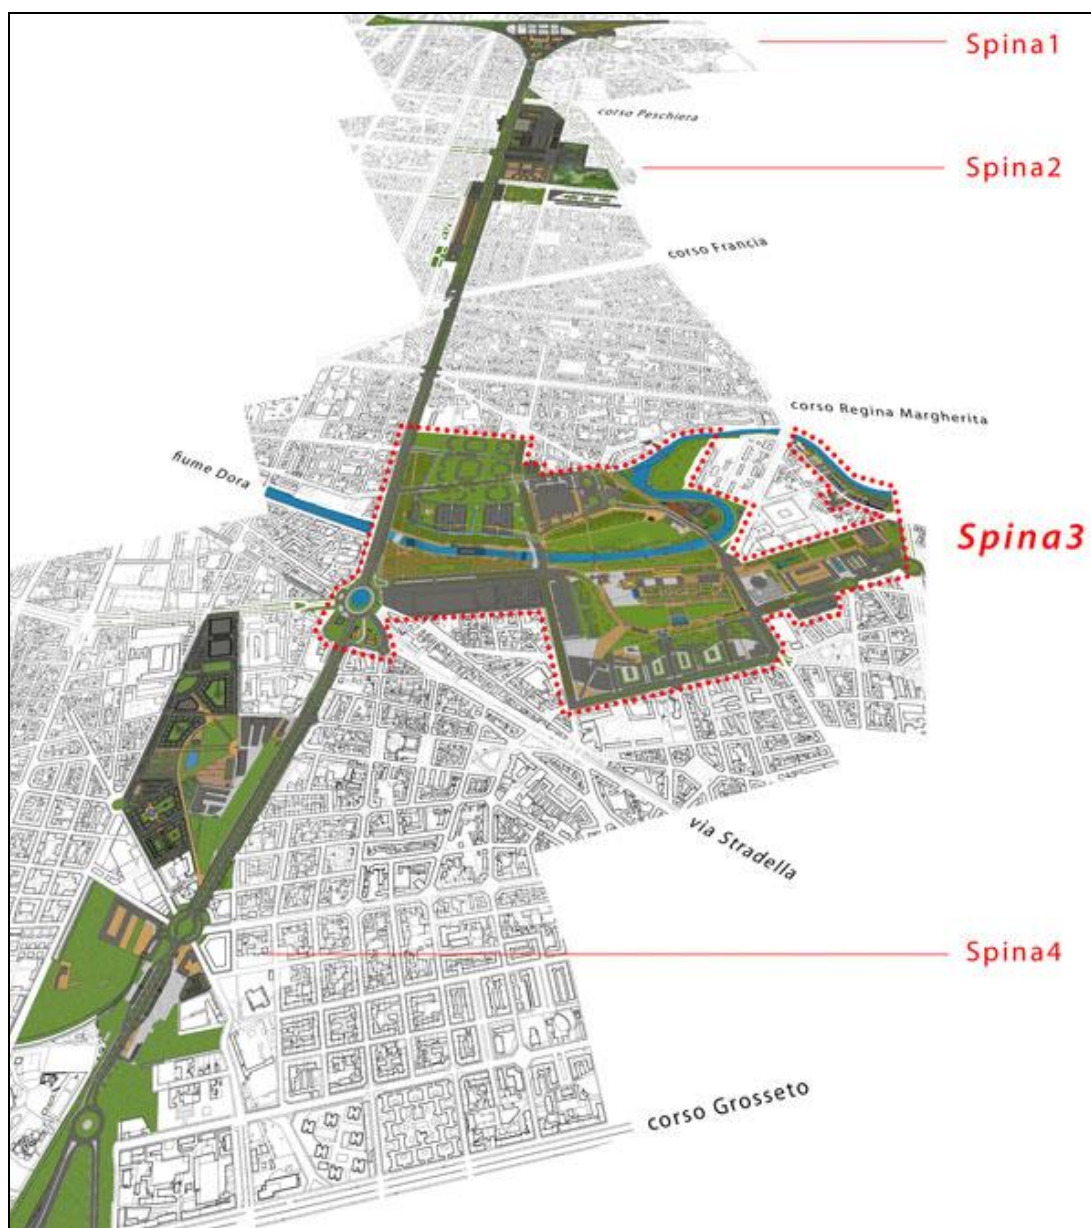 Spina1
corso Peschiera
Spina2
corso Francia
corso Regina Margherita
fiume Dora
Spina3
via Stradella
Spina4
corso Grosseto